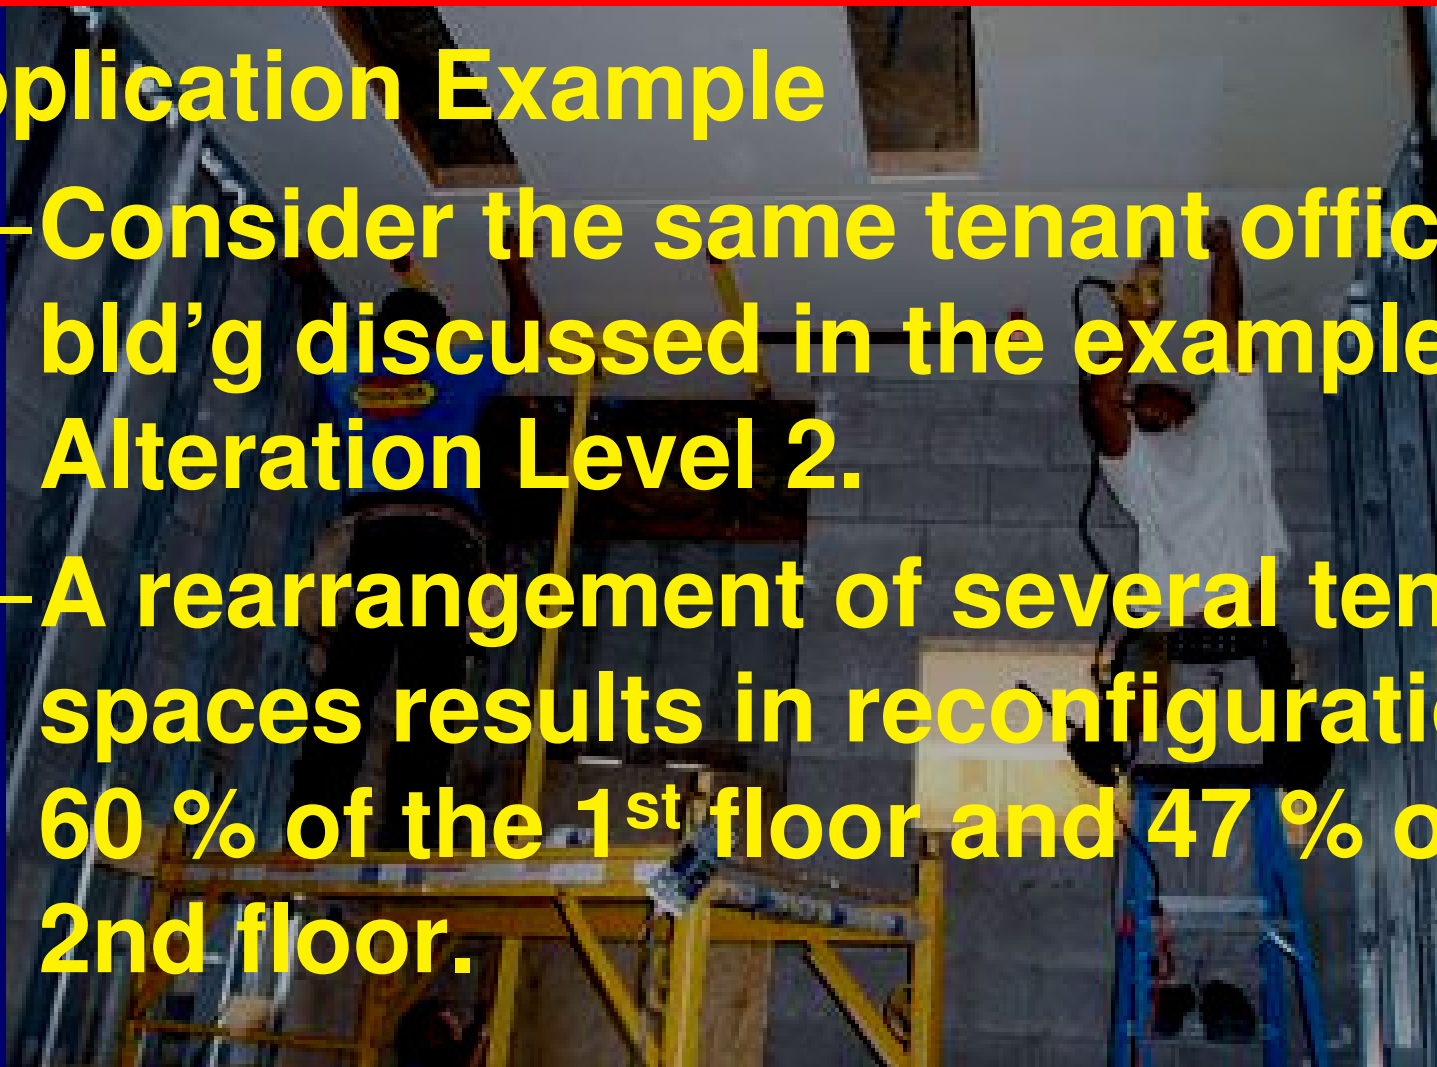 pplication Example
–Consider the same tenant offic
bld’g discussed in the example
Alteration Level 2.
–A rearrangement of several ten
spaces results in reconfigurati
60 % of the 1st floor and 47 % o
2nd floor.